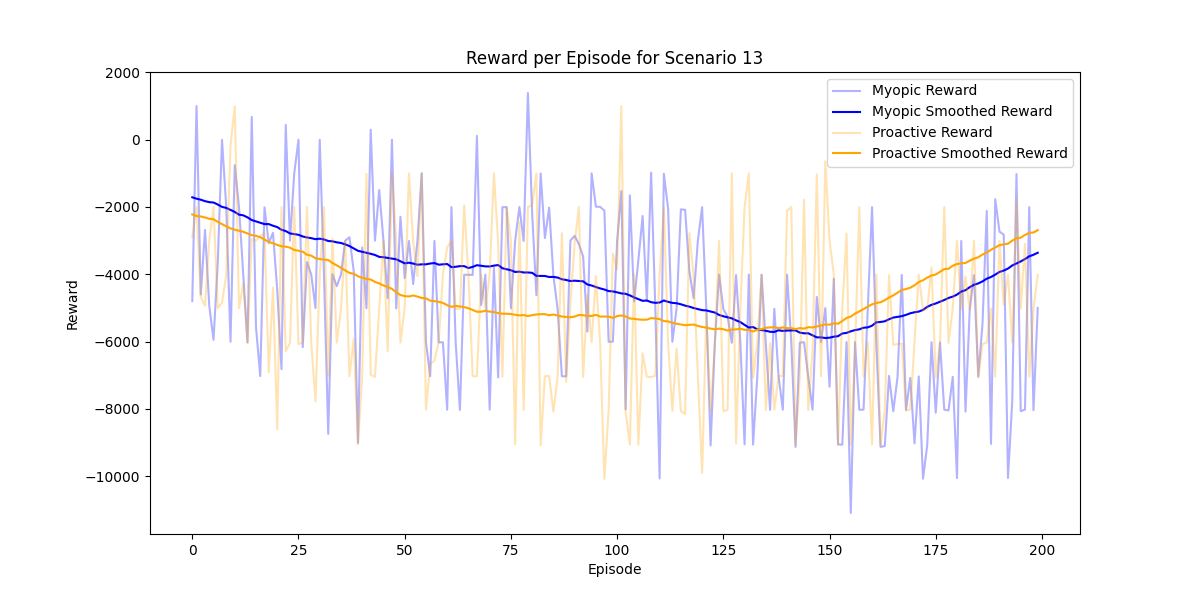 Reward per Episode for Scenario 13
Reward
2000
0
−2000
−4000
−6000
−8000
−10000
Myopic Reward
Myopic Smoothed Reward
Proactive Reward
Proactive Smoothed Reward
0 25 50 75 100 125 150 175 200
Episode